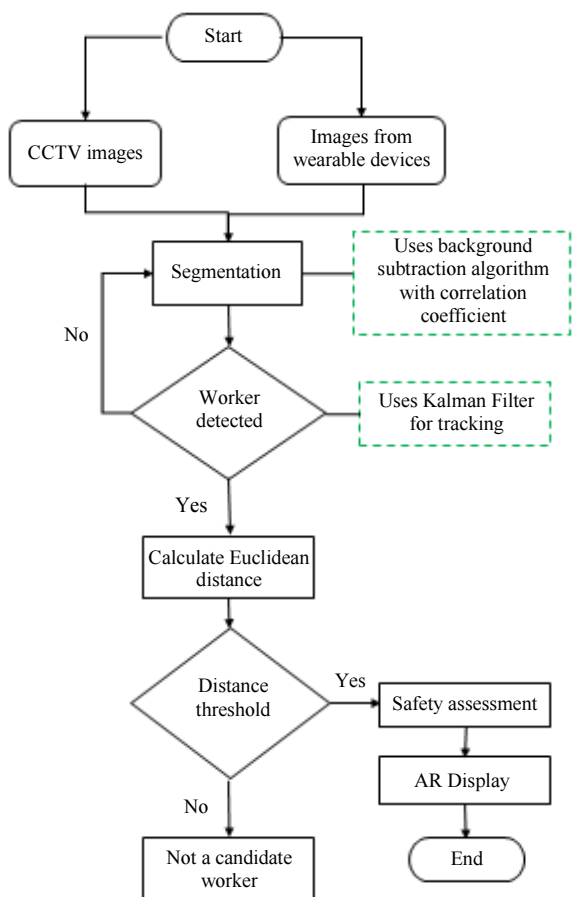 Start
CCTV images
Images from
wearable devices
Segmentation
Uses background
subtraction algorithm
with correlation
coefficient
No
Worker
detected
Uses Kalman Filter
for tracking
Yes
Calculate Euclidean
distance
Distance
threshold
Yes
Safety assessment
AR Display
No
End
Not a candidate
worker